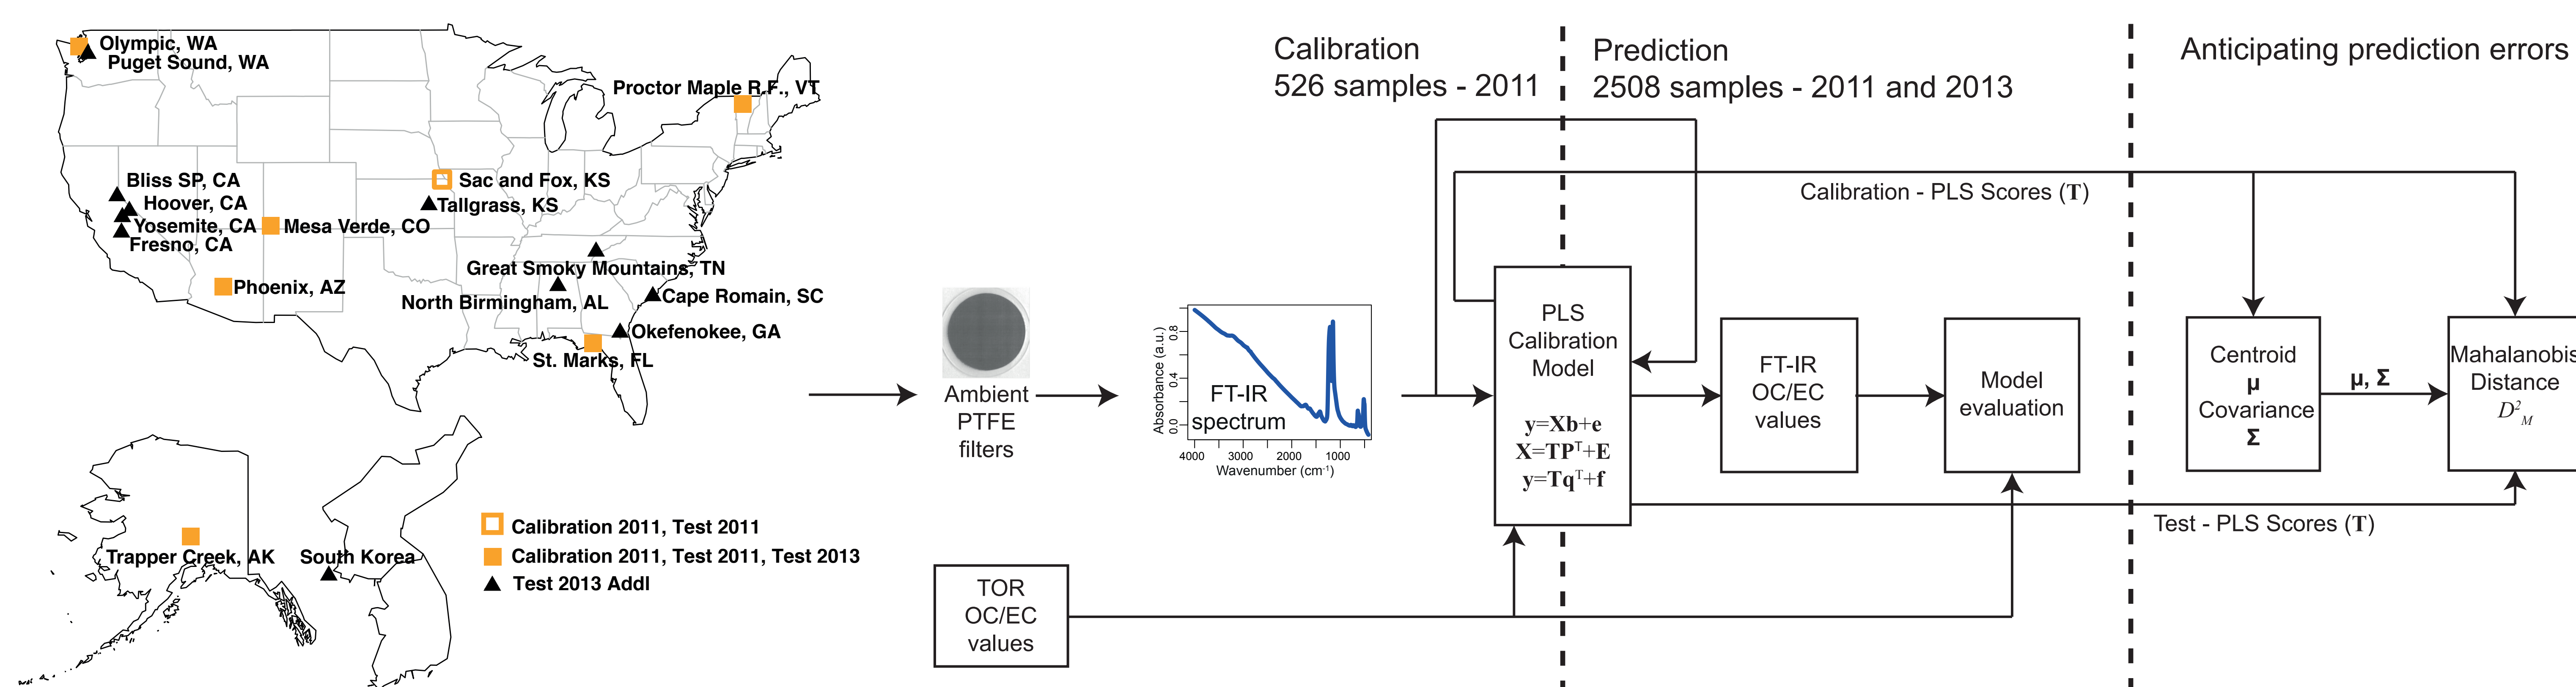 Olympic, WA
Puget Sound, WA
Proctor Maple R.F., VT
Bliss SP, CA
Hoover, CA
Yosemite, CA
Fresno, CA
Mesa Verde, CO
Sac and Fox, KS
Tallgrass, KS
Phoenix, AZ
Great Smoky Mountains, TN
North Birmingham, AL
Cape Romain, SC
Okefenokee, GA
St. Marks, FL
Trapper Creek, AK
South Korea
Calibration 2011, Test 2011
Calibration 2011, Test 2011, Test 2013
Test 2013 Addl
Ambient
PTFE
filters
Absorbance (a.u.)
0.8
0.4
0.0
FT-IR
spectrum
4000 3000 2000 1000
Wavenumber (cm⁻¹)
TOR
OC/EC
values
Calibration
526 samples - 2011
Prediction
2508 samples - 2011 and 2013
Anticipating prediction errors
Calibration - PLS Scores (T)
PLS
Calibration
Model
y=Xb+e
X=TPᵀ+E
y=Tqᵀ+f
FT-IR
OC/EC
values
Model
evaluation
Test - PLS Scores (T)
Centroid
μ
Covariance
Σ
μ, Σ
Mahalanobis
Distance
D²M